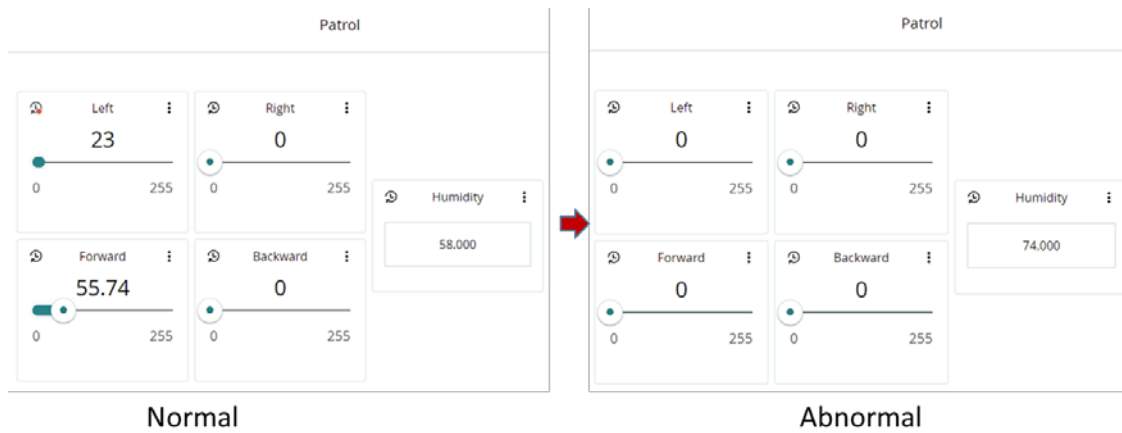 Patrol
Left
23
0 255
Right
0
0 255
Forward
55.74
0 255
Backward
0
0 255
Humidity
58.000
Normal
Patrol
Left
0
0 255
Right
0
0 255
Forward
0
0 255
Backward
0
0 255
Humidity
74.000
Abnormal